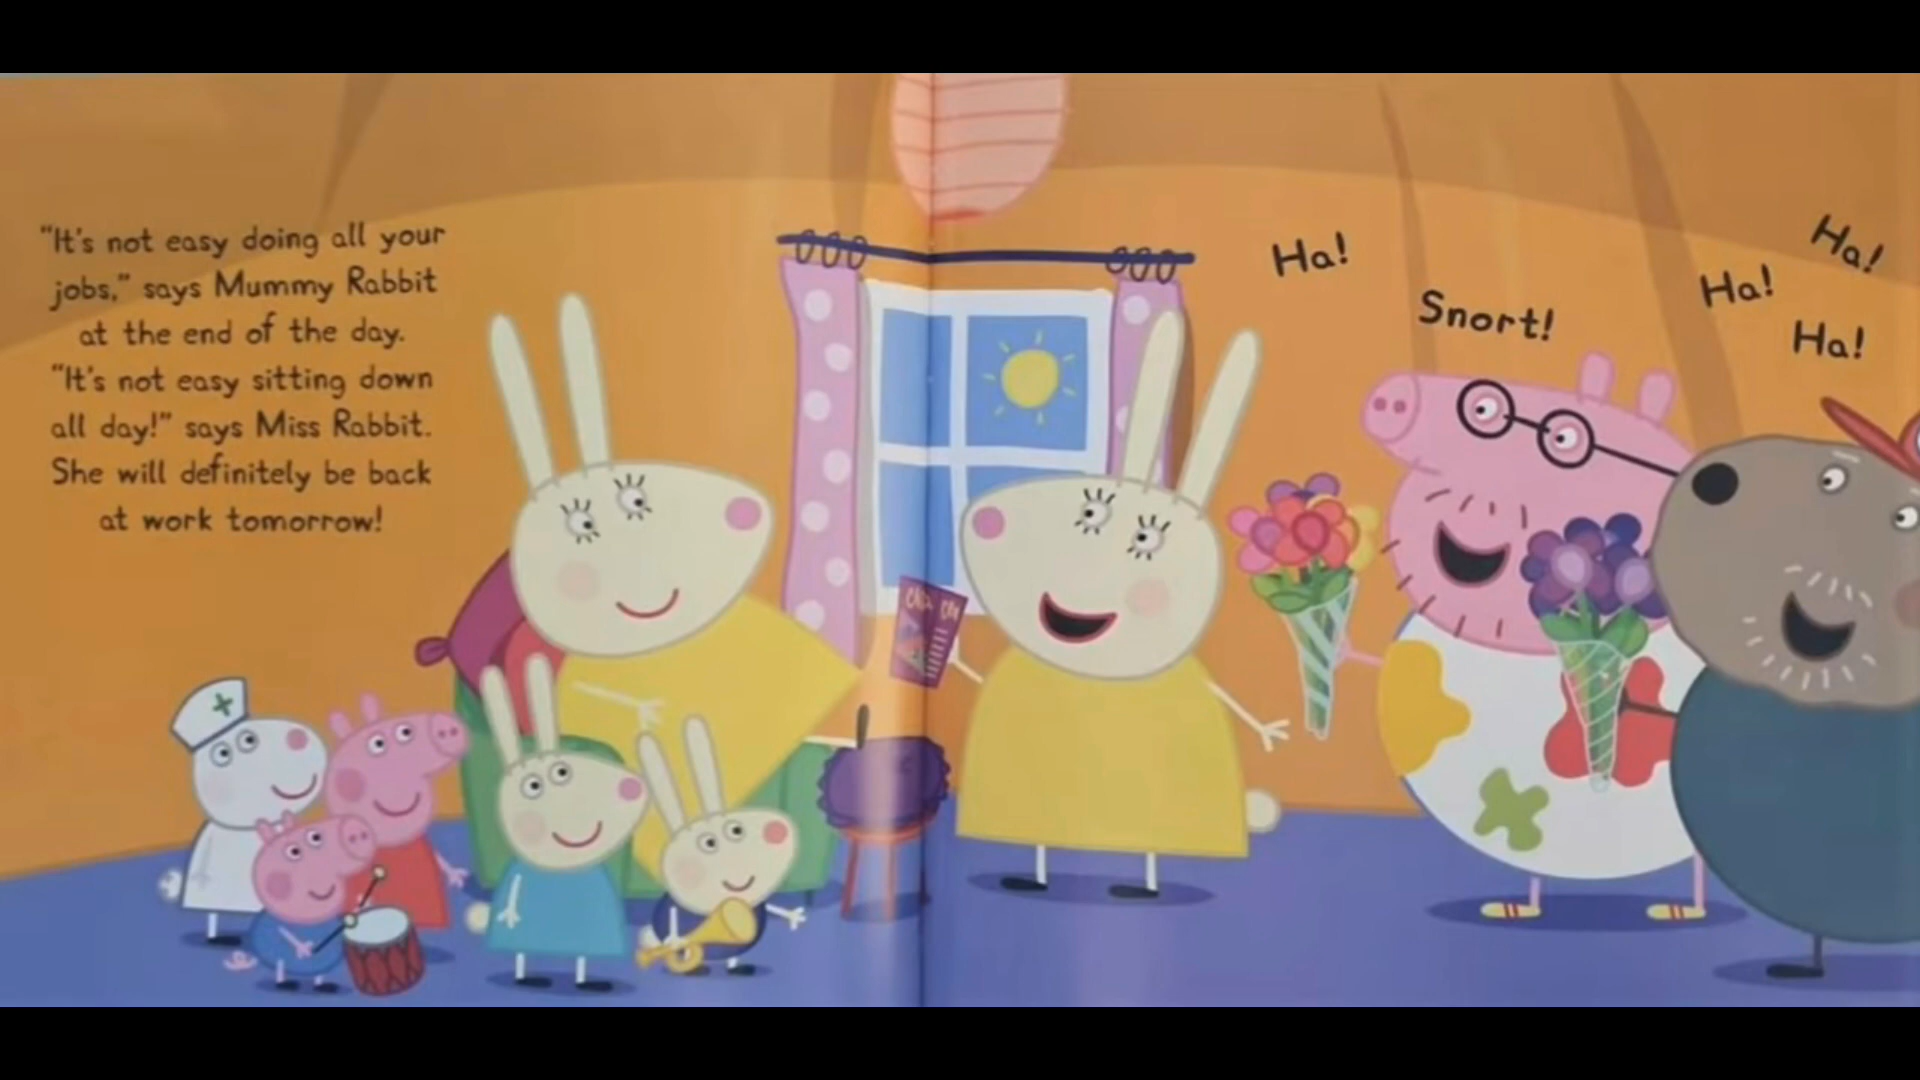 “It's not easy doing all your
jobs,” says Mummy Rabbit
at the end of the day.
“It's not easy sitting down
all day!” says Miss Rabbit.
She will definitely be back
at work tomorrow!
Ha!
Snort!
Ha!
Ha!
Ha!